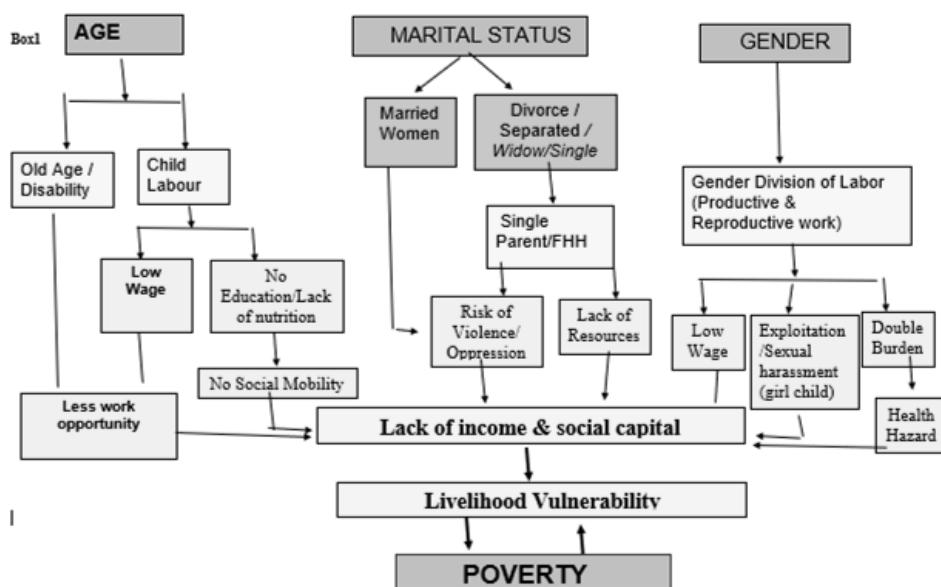 Box1
AGE
MARITAL STATUS
GENDER
Married
Women
Divorce /
Separated /
Widow/Single
Old Age /
Disability
Child
Labour
Gender Division of Labor
(Productive &
Reproductive work)
Single
Parent/FHH
Low
Wage
No
Education/Lack
of nutrition
Risk of
Violence/
Oppression
Lack of
Resources
Low
Wage
Exploitation
/Sexual
harassment
(girl child)
Double
Burden
No Social Mobility
Less work
opportunity
Health
Hazard
Lack of income & social capital
Livelihood Vulnerability
POVERTY